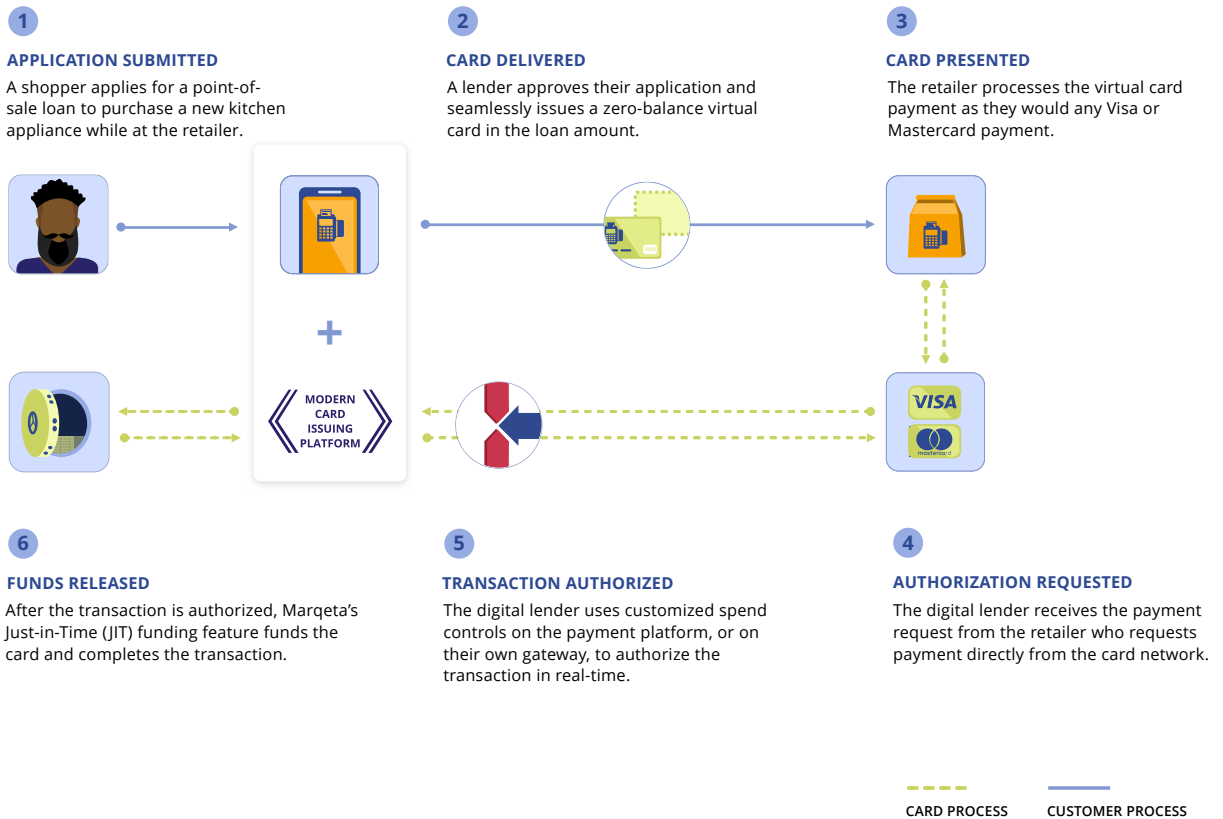 1
APPLICATION SUBMITTED
A shopper applies for a point-of-
sale loan to purchase a new kitchen
appliance while at the retailer.
2
CARD DELIVERED
A lender approves their application and
seamlessly issues a zero-balance virtual
card in the loan amount.
3
CARD PRESENTED
The retailer processes the virtual card
payment as they would any Visa or
Mastercard payment.
VISA
+
MODERN
CARD
ISSUING
PLATFORM
VISA
mastercard
6
FUNDS RELEASED
After the transaction is authorized, Marqeta’s
Just-in-Time (JIT) funding feature funds the
card and completes the transaction.
5
TRANSACTION AUTHORIZED
The digital lender uses customized spend
controls on the payment platform, or on
their own gateway, to authorize the
transaction in real-time.
4
AUTHORIZATION REQUESTED
The digital lender receives the payment
request from the retailer who requests
payment directly from the card network.
CARD PROCESS
CUSTOMER PROCESS